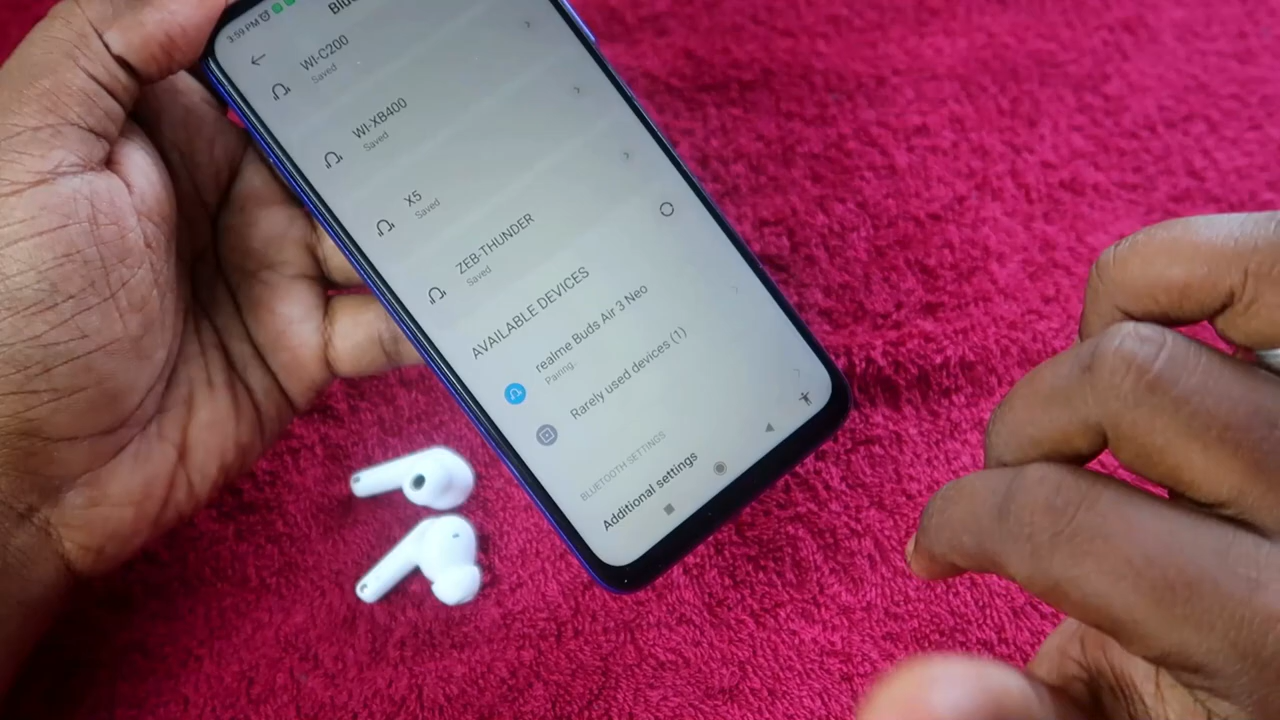 3:59 PM
WI-C200
Saved
WI-XB400
Saved
X5
Saved
ZEB-THUNDER
Saved
AVAILABLE DEVICES
realme Buds Air 3 Neo
Pairing..
Rarely used devices (1)
BLUETOOTH SETTINGS
Additional settings